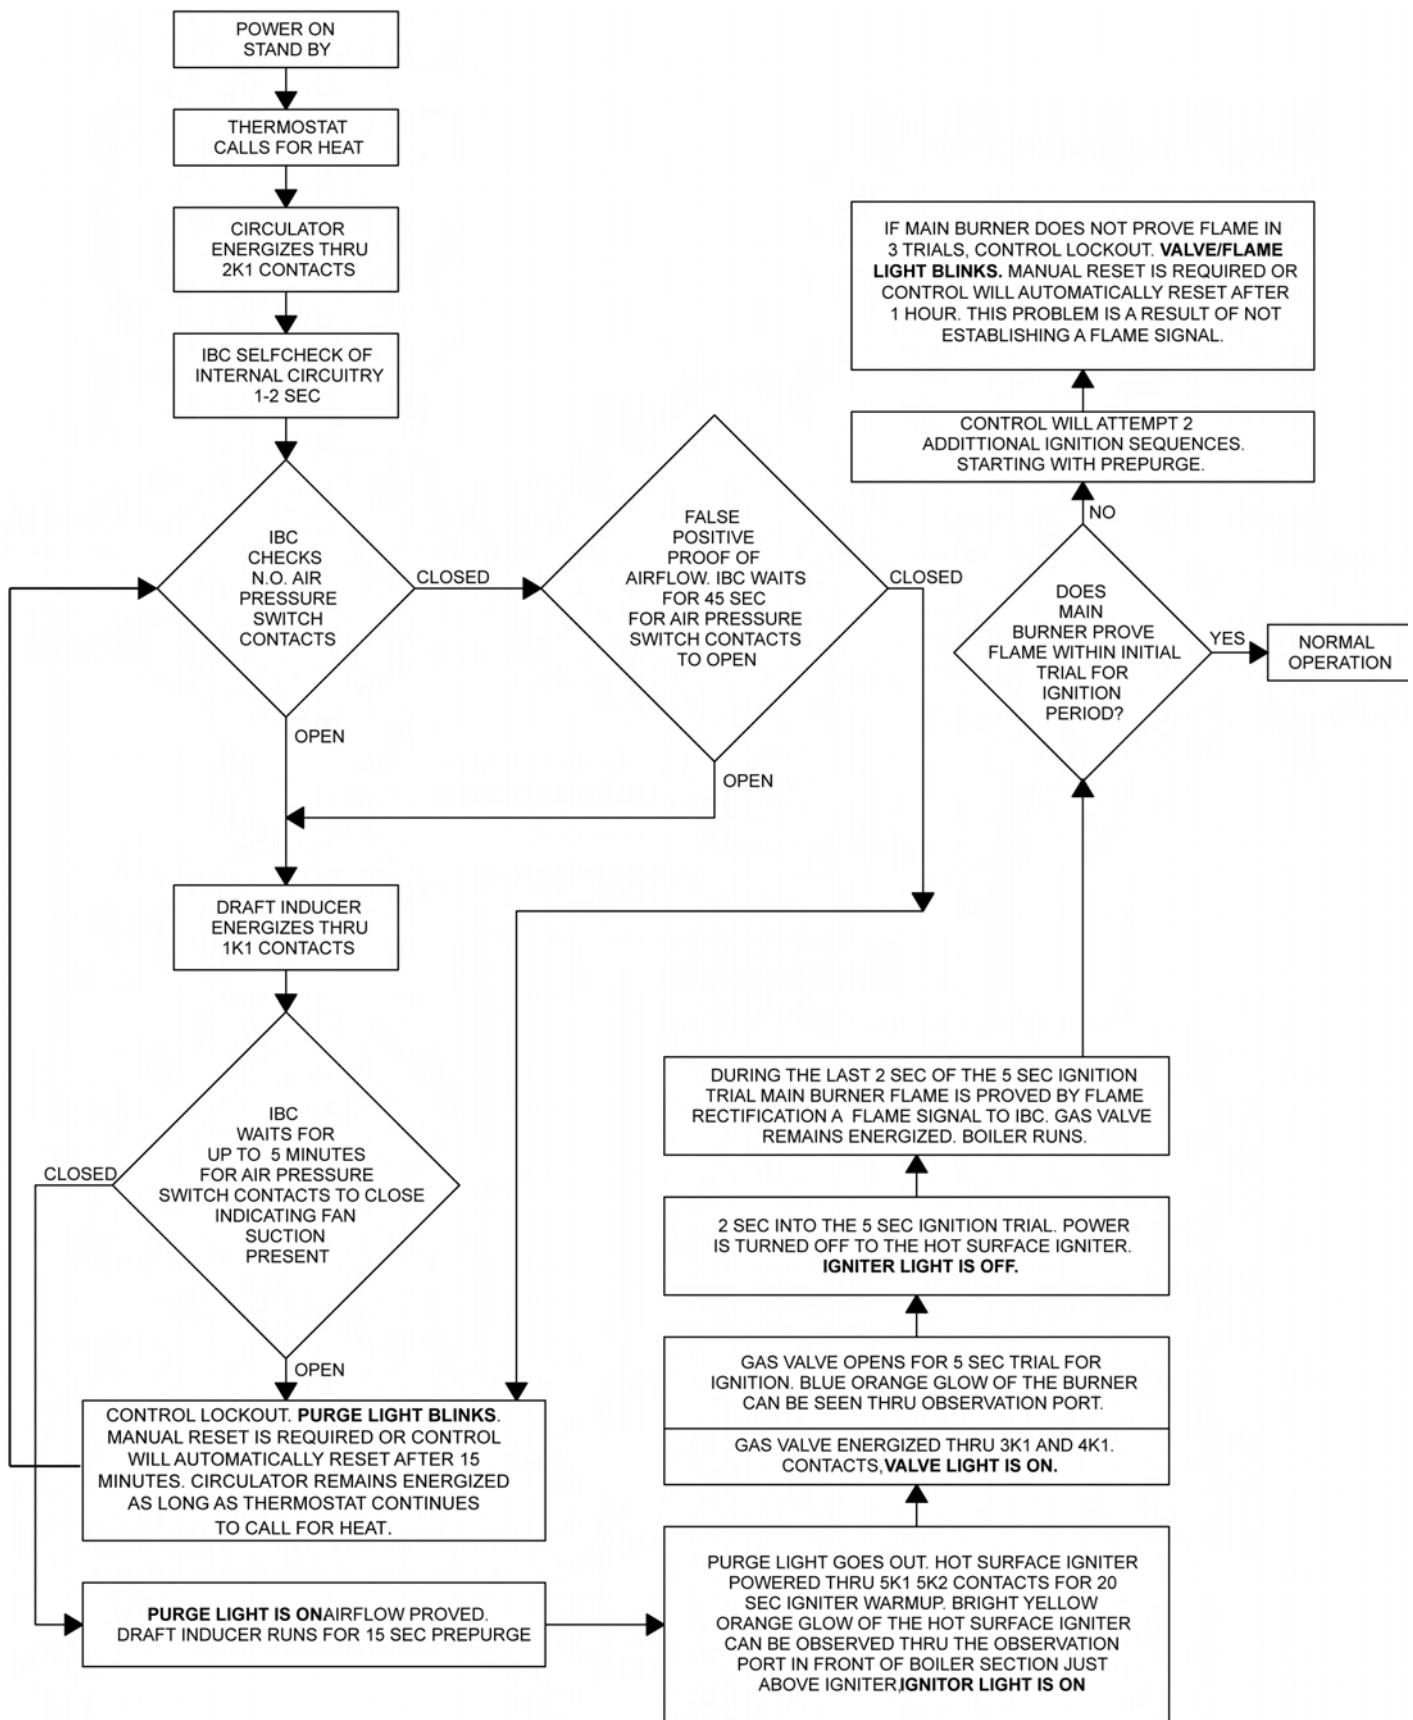 POWER ON
STAND BY
THERMOSTAT
CALLS FOR HEAT
CIRCULATOR
ENERGIZES THRU
2K1 CONTACTS
IBC SELFCHECK OF
INTERNAL CIRCUITRY
1-2 SEC
IBC
CHECKS
N.O. AIR
PRESSURE
SWITCH
CONTACTS
CLOSED
OPEN
FALSE
POSITIVE
PROOF OF
AIRFLOW. IBC WAITS
FOR 45 SEC
FOR AIR PRESSURE
SWITCH CONTACTS
TO OPEN
CLOSED
OPEN
DRAFT INDUCER
ENERGIZES THRU
1K1 CONTACTS
IBC
WAITS FOR
UP TO 5 MINUTES
FOR AIR PRESSURE
SWITCH CONTACTS TO CLOSE
INDICATING FAN
SUCTION
PRESENT
CLOSED
OPEN
CONTROL LOCKOUT. PURGE LIGHT BLINKS.
MANUAL RESET IS REQUIRED OR CONTROL
WILL AUTOMATICALLY RESET AFTER 15
MINUTES. CIRCULATOR REMAINS ENERGIZED
AS LONG AS THERMOSTAT CONTINUES
TO CALL FOR HEAT.
PURGE LIGHT IS ONAIRFLOW PROVED.
DRAFT INDUCER RUNS FOR 15 SEC PREPURGE
PURGE LIGHT GOES OUT. HOT SURFACE IGNITER
POWERED THRU 5K1 5K2 CONTACTS FOR 20
SEC IGNITER WARMUP. BRIGHT YELLOW
ORANGE GLOW OF THE HOT SURFACE IGNITER
CAN BE OBSERVED THRU THE OBSERVATION
PORT IN FRONT OF BOILER SECTION JUST
ABOVE IGNITER,IGNITOR LIGHT IS ON
GAS VALVE OPENS FOR 5 SEC TRIAL FOR
IGNITION. BLUE ORANGE GLOW OF THE BURNER
CAN BE SEEN THRU OBSERVATION PORT.
GAS VALVE ENERGIZED THRU 3K1 AND 4K1.
CONTACTS,VALVE LIGHT IS ON.
2 SEC INTO THE 5 SEC IGNITION TRIAL. POWER
IS TURNED OFF TO THE HOT SURFACE IGNITER.
IGNITER LIGHT IS OFF.
DURING THE LAST 2 SEC OF THE 5 SEC IGNITION
TRIAL MAIN BURNER FLAME IS PROVED BY FLAME
RECTIFICATION A FLAME SIGNAL TO IBC. GAS VALVE
REMAINS ENERGIZED. BOILER RUNS.
DOES
MAIN
BURNER PROVE
FLAME WITHIN INITIAL
TRIAL FOR
IGNITION
PERIOD?
YES
NORMAL
OPERATION
NO
CONTROL WILL ATTEMPT 2
ADDITTIONAL IGNITION SEQUENCES.
STARTING WITH PREPURGE.
IF MAIN BURNER DOES NOT PROVE FLAME IN
3 TRIALS, CONTROL LOCKOUT. VALVE/FLAME
LIGHT BLINKS. MANUAL RESET IS REQUIRED OR
CONTROL WILL AUTOMATICALLY RESET AFTER
1 HOUR. THIS PROBLEM IS A RESULT OF NOT
ESTABLISHING A FLAME SIGNAL.